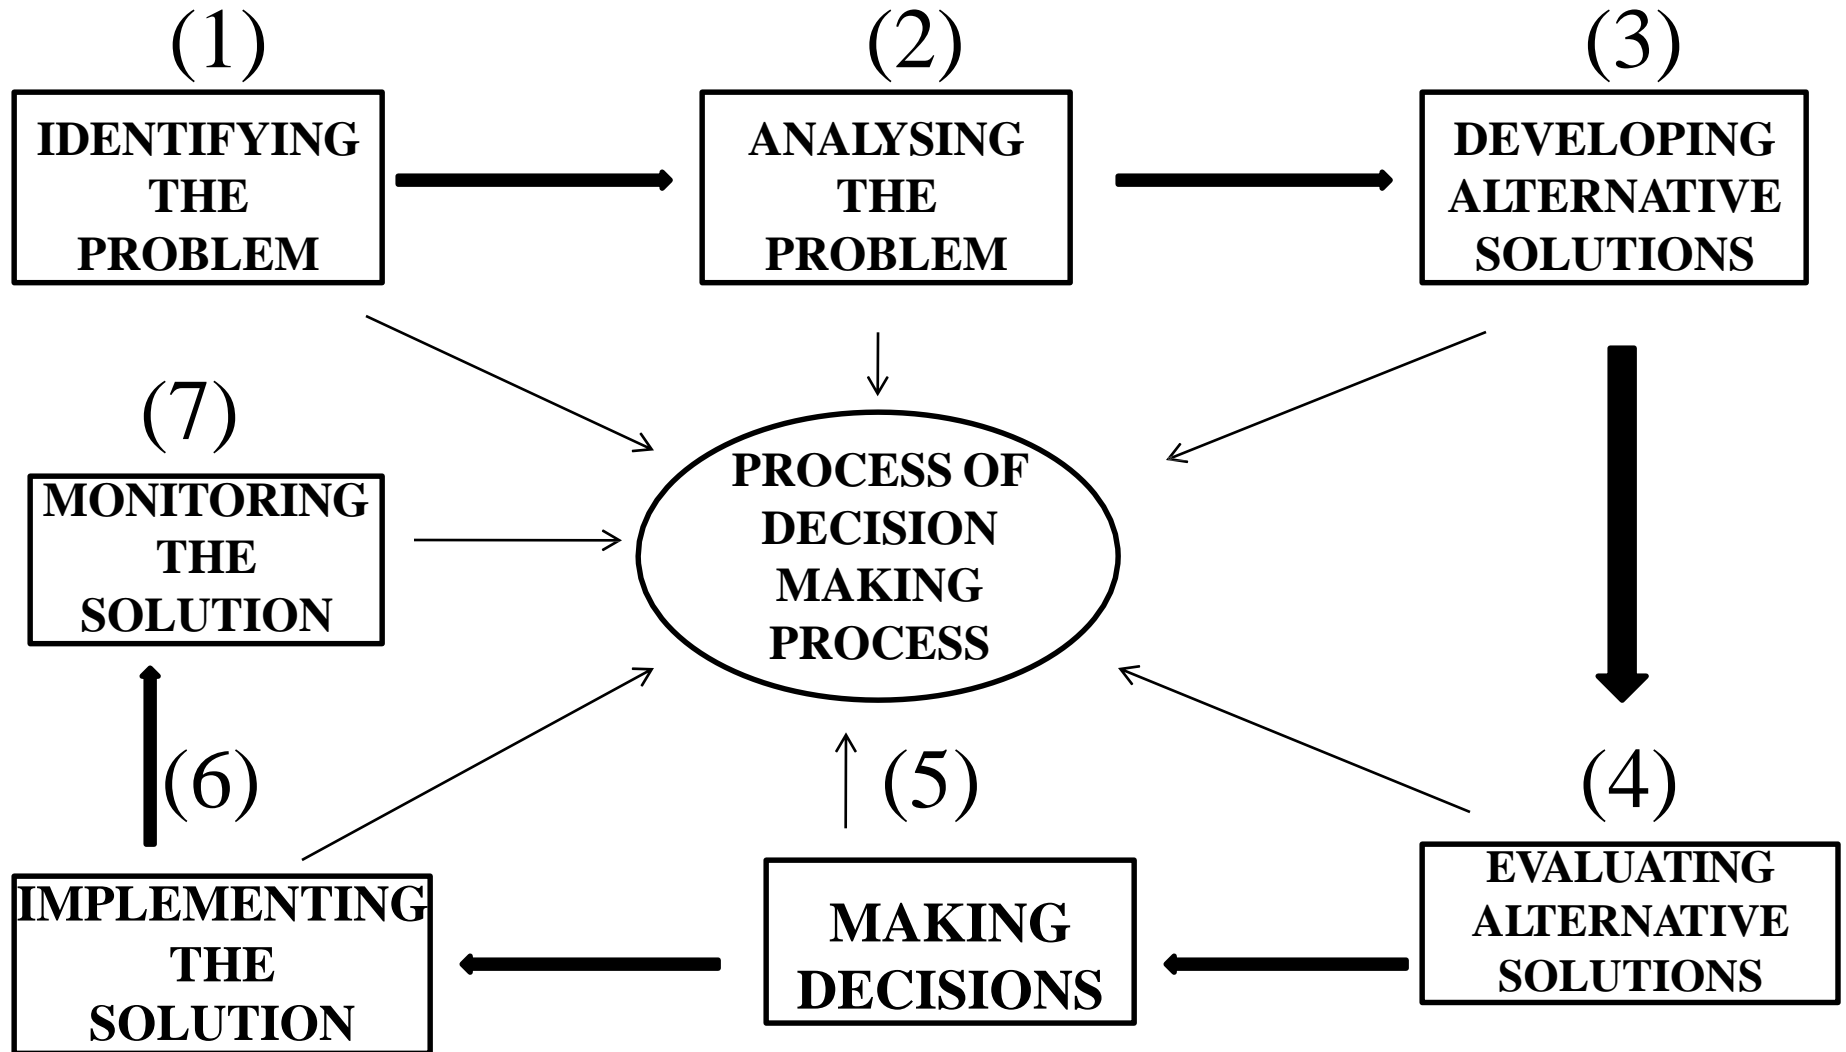 (1)
IDENTIFYING
THE
PROBLEM
(2)
ANALYSING
THE
PROBLEM
(3)
DEVELOPING
ALTERNATIVE
SOLUTIONS
(7)
MONITORING
THE
SOLUTION
PROCESS OF
DECISION
MAKING
PROCESS
(6)
IMPLEMENTING
THE
SOLUTION
(5)
MAKING
DECISIONS
(4)
EVALUATING
ALTERNATIVE
SOLUTIONS